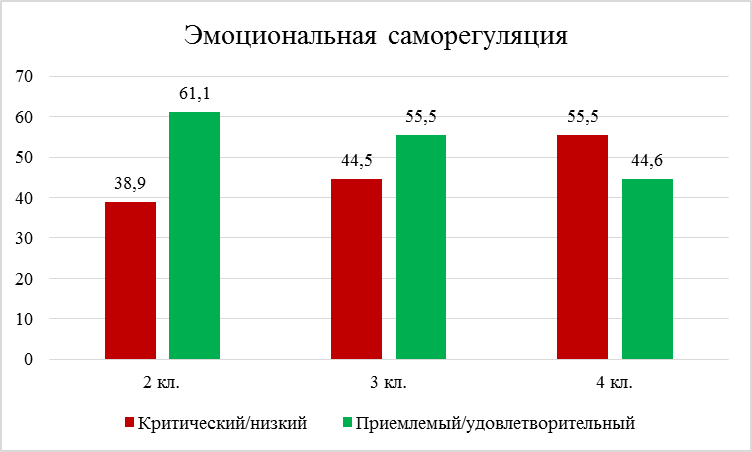 Эмоциональная саморегуляция
70
60
50
40
30
20
10
0
38,9
61,1
44,5
55,5
55,5
44,6
2 кл.
3 кл.
4 кл.
Критический/низкий
Приемлемый/удовлетворительный